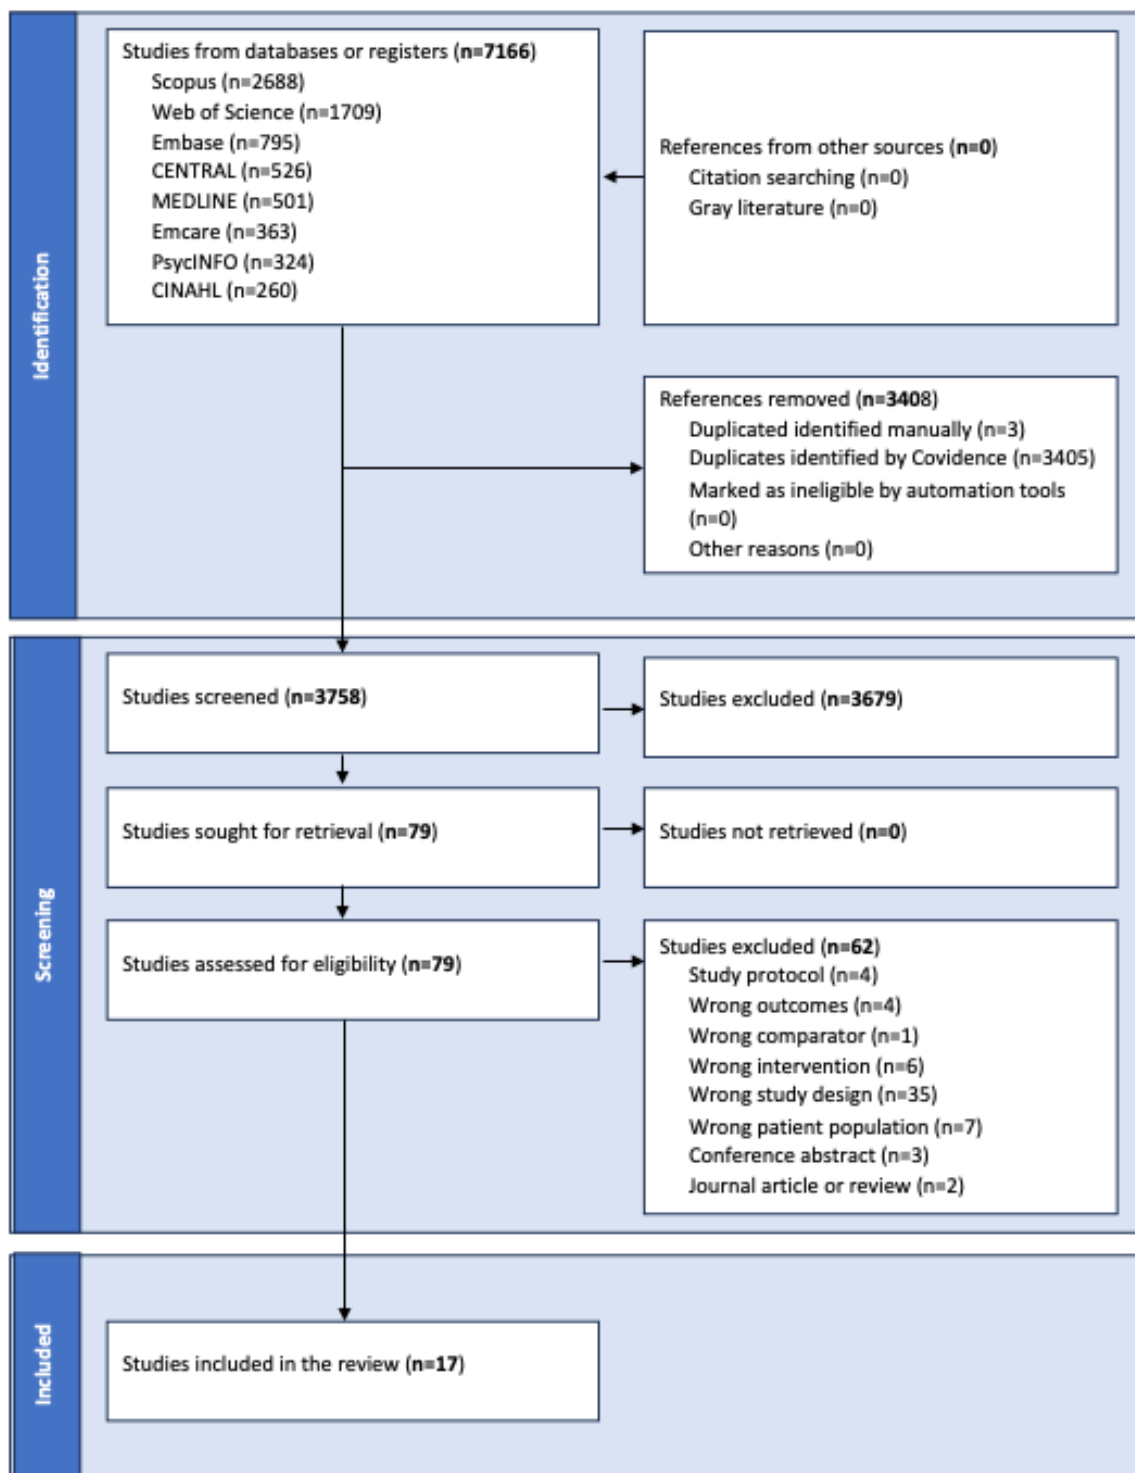 Identification
Studies from databases or registers (n=7166)
Scopus (n=2688)
Web of Science (n=1709)
Embase (n=795)
CENTRAL (n=526)
MEDLINE (n=501)
Emcare (n=363)
PsycINFO (n=324)
CINAHL (n=260)
References from other sources (n=0)
Citation searching (n=0)
Gray literature (n=0)
References removed (n=3408)
Duplicated identified manually (n=3)
Duplicates identified by Covidence (n=3405)
Marked as ineligible by automation tools
(n=0)
Other reasons (n=0)
Screening
Studies screened (n=3758)
Studies excluded (n=3679)
Studies sought for retrieval (n=79)
Studies not retrieved (n=0)
Studies assessed for eligibility (n=79)
Studies excluded (n=62)
Study protocol (n=4)
Wrong outcomes (n=4)
Wrong comparator (n=1)
Wrong intervention (n=6)
Wrong study design (n=35)
Wrong patient population (n=7)
Conference abstract (n=3)
Journal article or review (n=2)
Included
Studies included in the review (n=17)